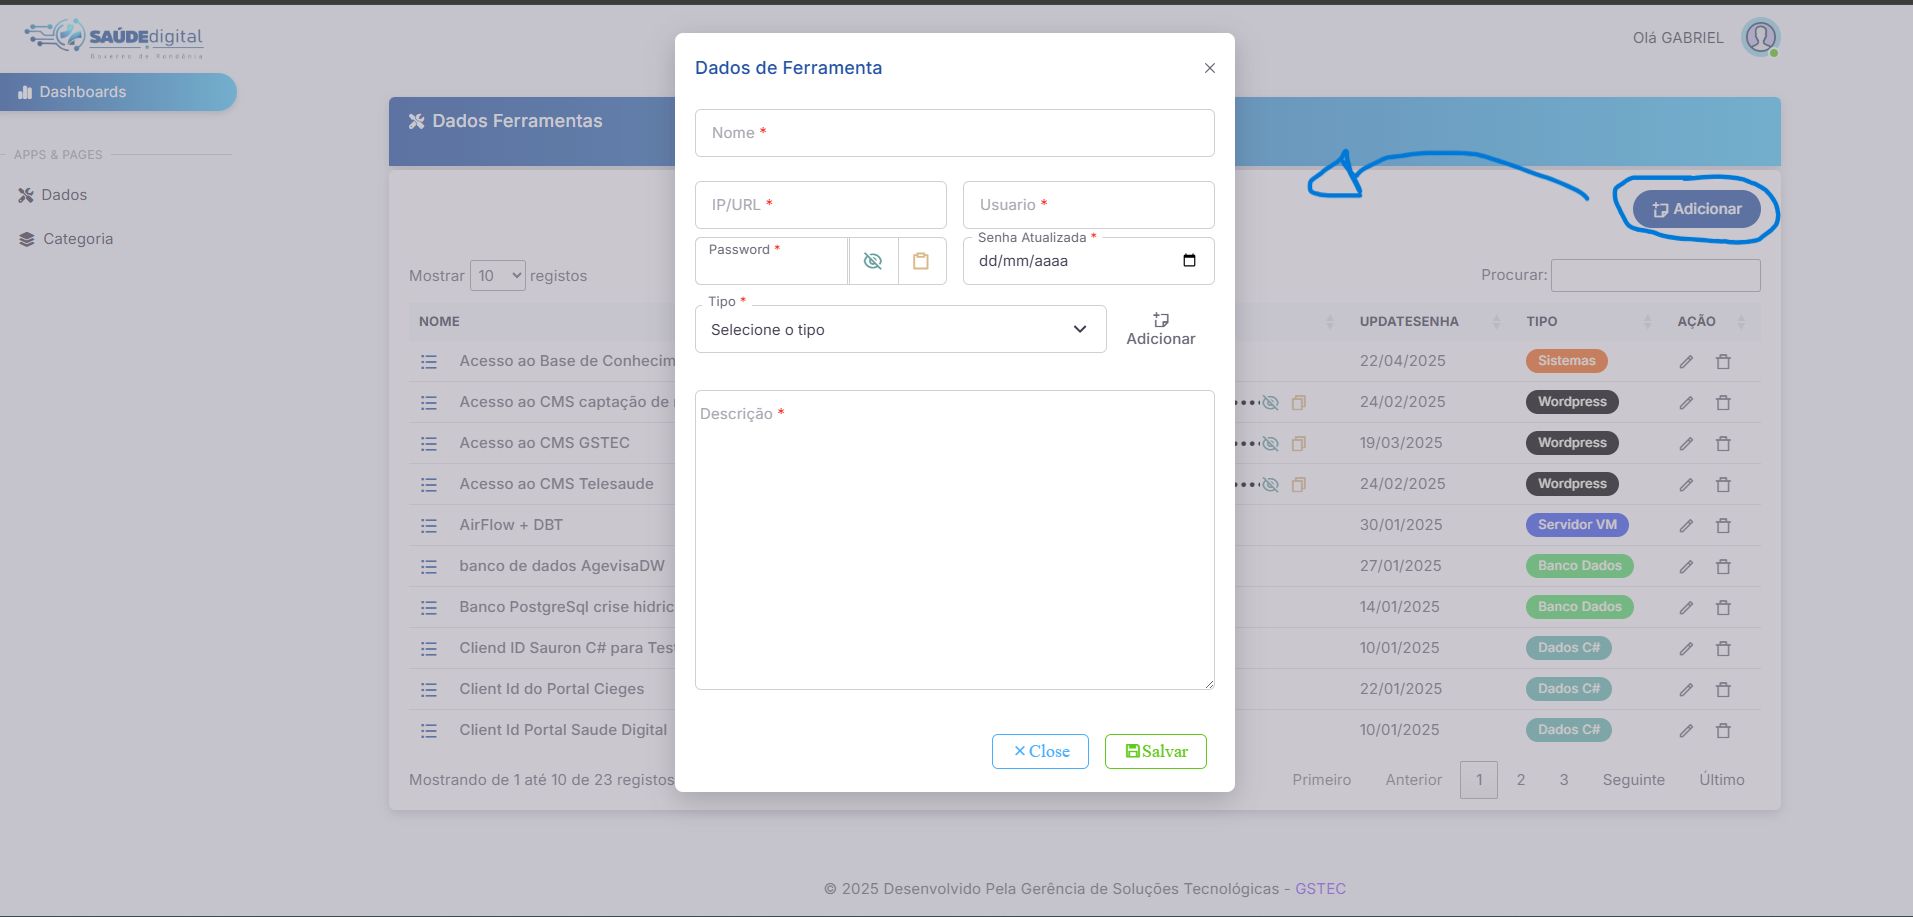 SAÚDEdigital
Governo de Rondônia
Olá GABRIEL
Dashboards
APPS & PAGES
Dados
Categoria
Dados Ferramentas
Adicionar
Mostrar 10 registos
Procurar:
NOME UPDATESENHA TIPO AÇÃO
Acesso ao Base de Conhecim 22/04/2025 Sistemas
Acesso ao CMS captação de 24/02/2025 Wordpress
Acesso ao CMS GSTEC 19/03/2025 Wordpress
Acesso ao CMS Telesaude 24/02/2025 Wordpress
AirFlow + DBT 30/01/2025 Servidor VM
banco de dados AgevisaDW 27/01/2025 Banco Dados
Banco PostgreSql crise hidric 14/01/2025 Banco Dados
Cliend ID Sauron C# para Tes 10/01/2025 Dados C#
Client Id do Portal Cieges 22/01/2025 Dados C#
Client Id Portal Saude Digital 10/01/2025 Dados C#
Mostrando de 1 até 10 de 23 registos
Primeiro Anterior 1 2 3 Seguinte Último
Dados de Ferramenta
Nome *
IP/URL * Usuario *
Password * Senha Atualizada *
dd/mm/aaaa
Tipo *
Selecione o tipo Adicionar
Descrição *
Close Salvar
© 2025 Desenvolvido Pela Gerência de Soluções Tecnológicas - GSTEC